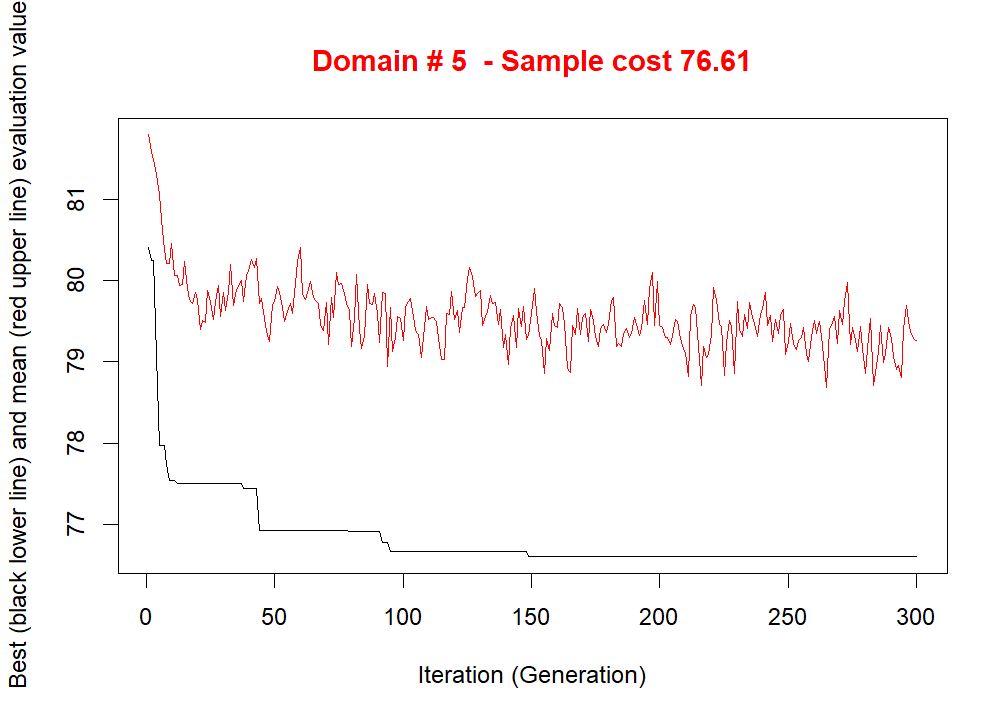 Domain # 5  - Sample cost 76.61
Best (black lower line) and mean (red upper line) evaluation value
81
80
79
78
77
0 50 100 150 200 250 300
Iteration (Generation)